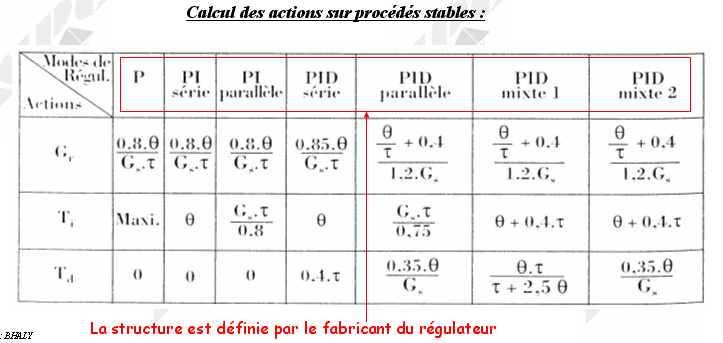 Calcul des actions sur procédés stables :
Modes de Régul. P PI série PI parallèle PID série PID parallèle PID mixte 1 PID mixte 2
Actions
Gr 0.8.θ/Gs.τ 0.8.θ/Gs.τ 0.8.θ/Gs.τ 0.85.θ/Gs.τ (θ/τ + 0.4)/1.2.Gs (θ/τ + 0.4)/1.2.Gs (θ/τ + 0.4)/1.2.Gs
Ti Maxi. θ Gs.τ/0.8 θ Gs.τ/0,75 θ + 0,4.τ θ + 0,4.τ
Td 0 0 0 0.4.τ 0.35.θ/Gs θ.τ/τ + 2,5 θ 0.35.θ/Gs
La structure est définie par le fabricant du régulateur